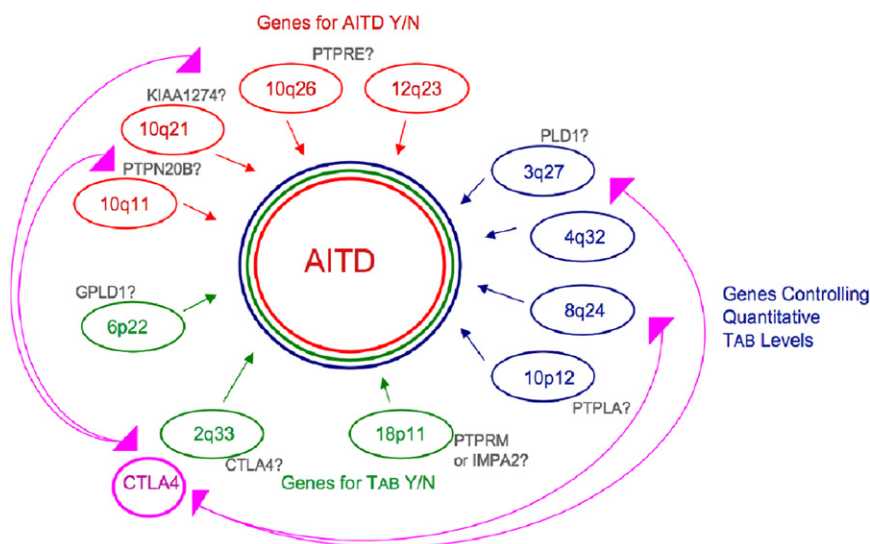 Genes for AITD Y/N
PTPRE?
10q26
12q23
KIAA1274?
10q21
PTPN20B?
10q11
PLD1?
3q27
4q32
AITD
GPLD1?
6p22
8q24
Genes Controlling
Quantitative
TAB Levels
10p12
PTPLA?
2q33
CTLA4?
18p11
PTPRM
or IMPA2?
CTLA4
Genes for TAB Y/N